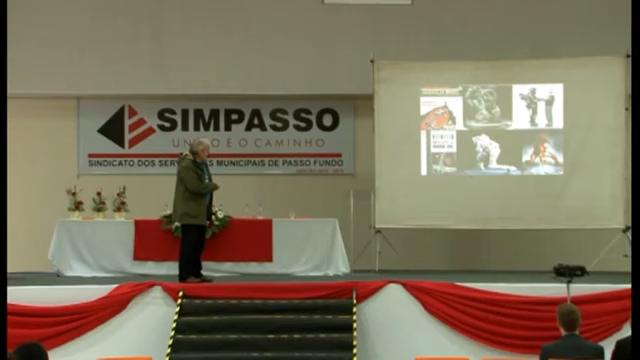 SIMPASSO
UNIÃO E O CAMINHO
SINDICATO DOS SERVIDORES MUNICIPAIS DE PASSO FUNDO